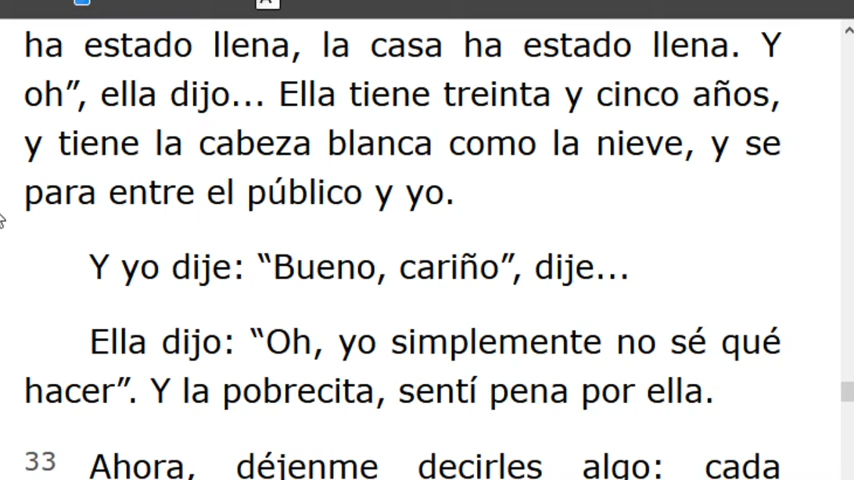 ha estado llena, la casa ha estado llena. Y
oh”, ella dijo… Ella tiene treinta y cinco años,
y tiene la cabeza blanca como la nieve, y se
para entre el público y yo.
Y yo dije: “Bueno, cariño”, dije…
Ella dijo: “Oh, yo simplemente no sé qué
hacer”. Y la pobrecita, sentí pena por ella.
33 Ahora, déjenme decirles algo: cada